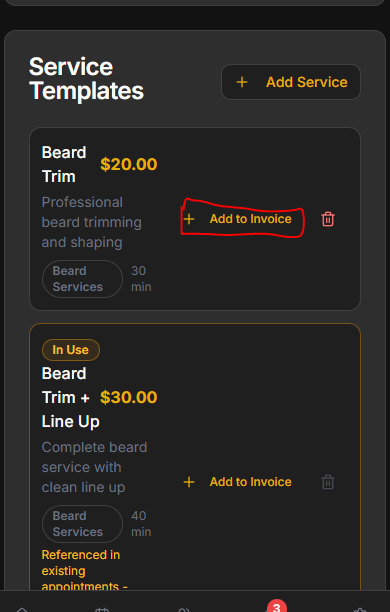 Service
Templates
+ Add Service
Beard
Trim
$20.00
Professional
beard trimming
and shaping
+ Add to Invoice
Beard
Services
30
min
In Use
Beard
Trim +
Line Up
$30.00
Complete beard
service with
clean line up
+ Add to Invoice
Beard
Services
40
min
Referenced in
existing
appointments -
3